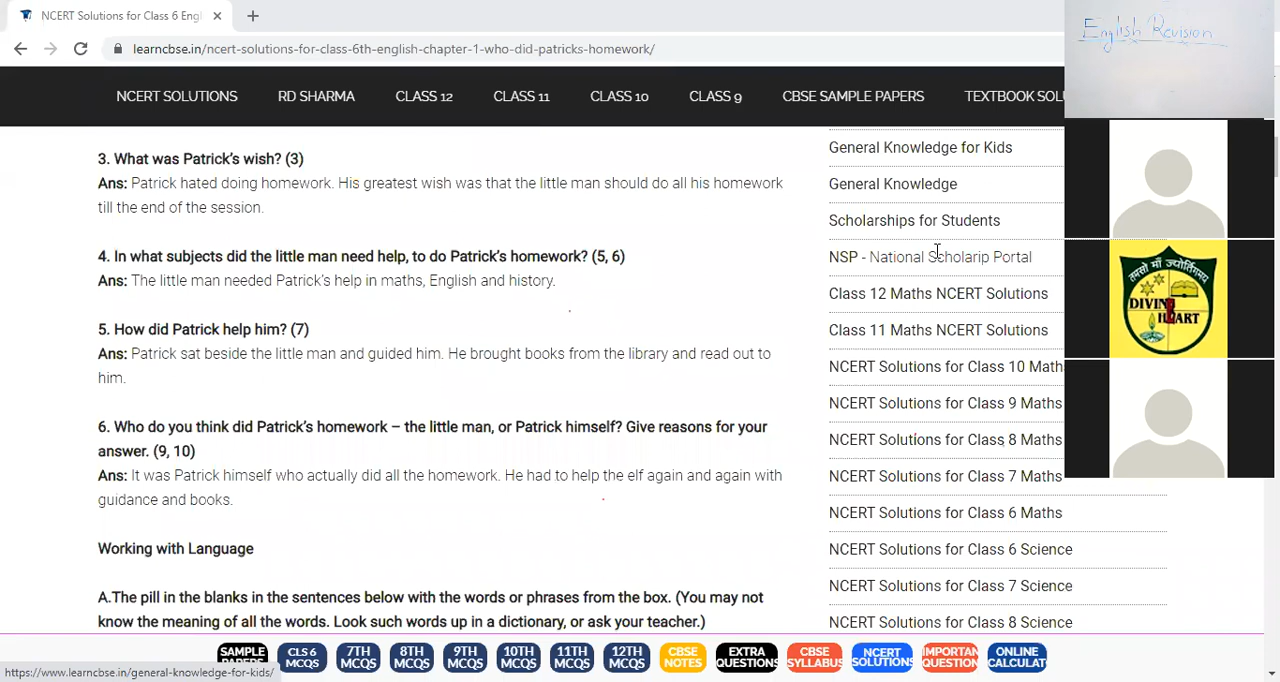 NCERT Solutions for Class 6 Engl
learncbse.in/ncert-solutions-for-class-6th-english-chapter-1-who-did-patricks-homework/
English Revision
NCERT SOLUTIONS RD SHARMA CLASS 12 CLASS 11 CLASS 10 CLASS 9 CBSE SAMPLE PAPERS TEXTBOOK SOLU
3. What was Patrick's wish? (3)
Ans: Patrick hated doing homework. His greatest wish was that the little man should do all his homework
till the end of the session.
4. In what subjects did the little man need help, to do Patrick's homework? (5, 6)
Ans: The little man needed Patrick's help in maths, English and history.
5. How did Patrick help him? (7)
Ans: Patrick sat beside the little man and guided him. He brought books from the library and read out to
him.
6. Who do you think did Patrick's homework – the little man, or Patrick himself? Give reasons for your
answer. (9, 10)
Ans: It was Patrick himself who actually did all the homework. He had to help the elf again and again with
guidance and books.
Working with Language
A.The pill in the blanks in the sentences below with the words or phrases from the box. (You may not
know the meaning of all the words. Look such words up in a dictionary, or ask your teacher.)
General Knowledge for Kids
General Knowledge
Scholarships for Students
NSP - National Scholarip Portal
Class 12 Maths NCERT Solutions
Class 11 Maths NCERT Solutions
NCERT Solutions for Class 10 Math
NCERT Solutions for Class 9 Maths
NCERT Solutions for Class 8 Maths
NCERT Solutions for Class 7 Maths
NCERT Solutions for Class 6 Maths
NCERT Solutions for Class 6 Science
NCERT Solutions for Class 7 Science
NCERT Solutions for Class 8 Science
तमसो माँ ज्योतिंगमय
DIVINE
HEART
SAMPLE PAPERS
CLS 6 MCQS
7TH MCQS
8TH MCQS
9TH MCQS
10TH MCQS
11TH MCQS
12TH MCQS
CBSE NOTES
EXTRA QUESTIONS
CBSE SYLLABUS
NCERT SOLUTIONS
IMPORTAN QUESTION
ONLINE CALCULAT
https://www.learncbse.in/general-knowledge-for-kids/